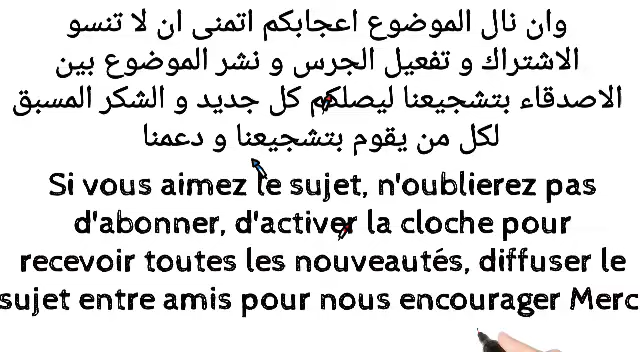 وان نال الموضوع اعجابكم اتمنى ان لا تنسو
الاشتراك و تفعيل الجرس و نشر الموضوع بين
الاصدقاء بتشجيعنا ليصلكم كل جديد و الشكر المسبق
لكل من يقوم بتشجيعنا و دعمنا
Si vous aimez le sujet, n'oublierez pas
d'abonner, d'activer la cloche pour
recevoir toutes les nouveautés, diffuser le
sujet entre amis pour nous encourager Merc